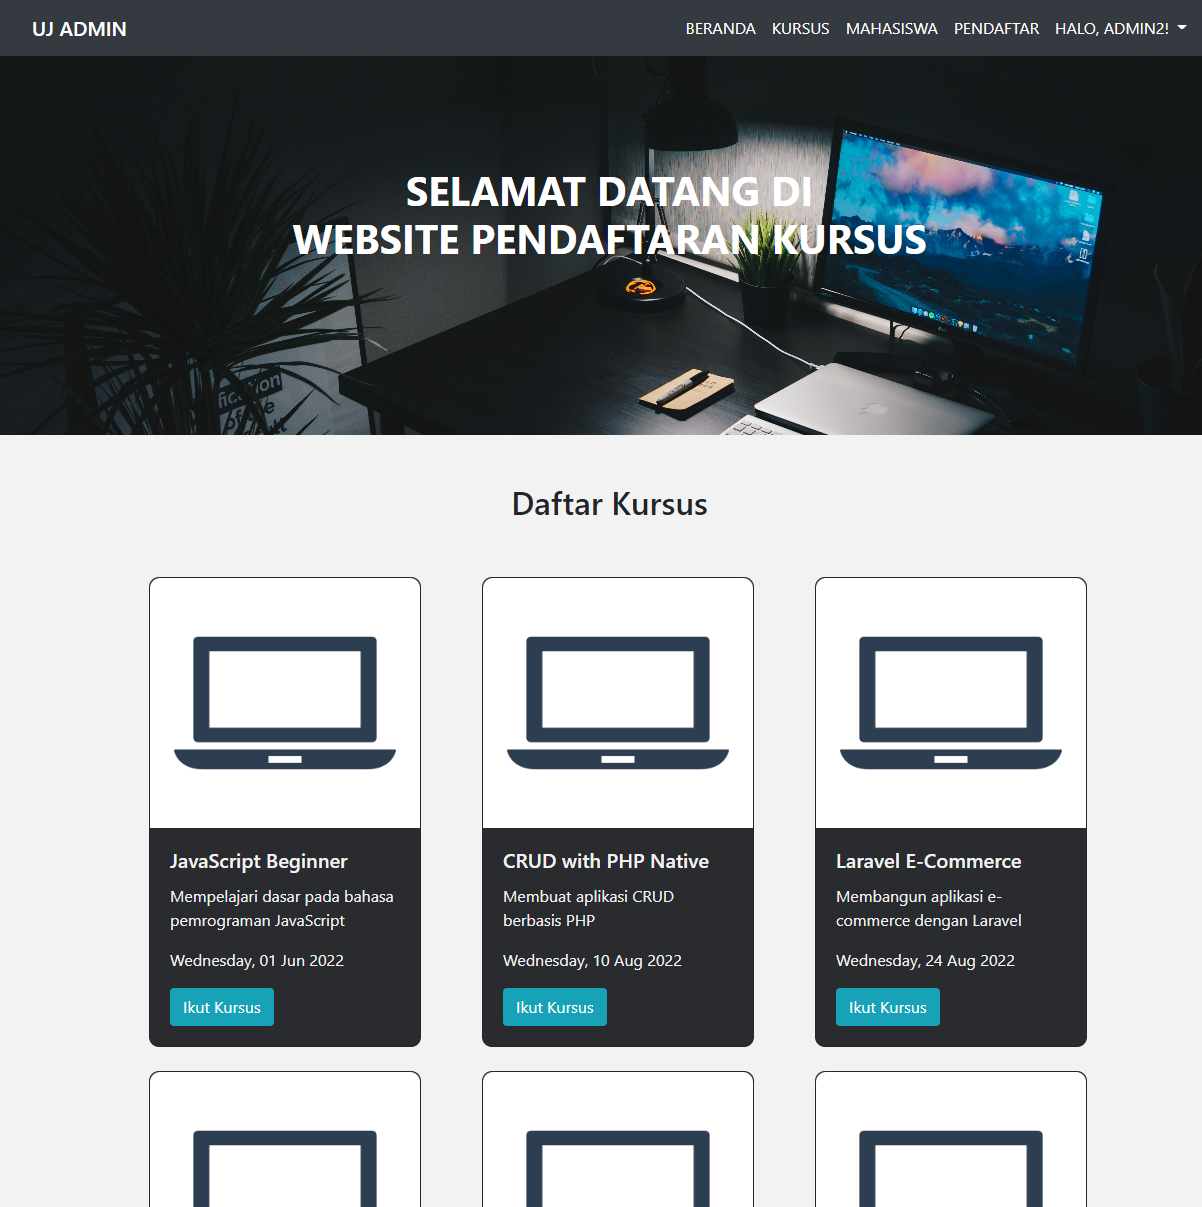 UJ ADMIN
BERANDA KURSUS MAHASISWA PENDAFTAR HALO, ADMIN2!
SELAMAT DATANG DI
WEBSITE PENDAFTARAN KURSUS
Daftar Kursus
JavaScript Beginner
Mempelajari dasar pada bahasa
pemrograman JavaScript
Wednesday, 01 Jun 2022
Ikut Kursus
CRUD with PHP Native
Membuat aplikasi CRUD
berbasis PHP
Wednesday, 10 Aug 2022
Ikut Kursus
Laravel E-Commerce
Membangun aplikasi e-
commerce dengan Laravel
Wednesday, 24 Aug 2022
Ikut Kursus